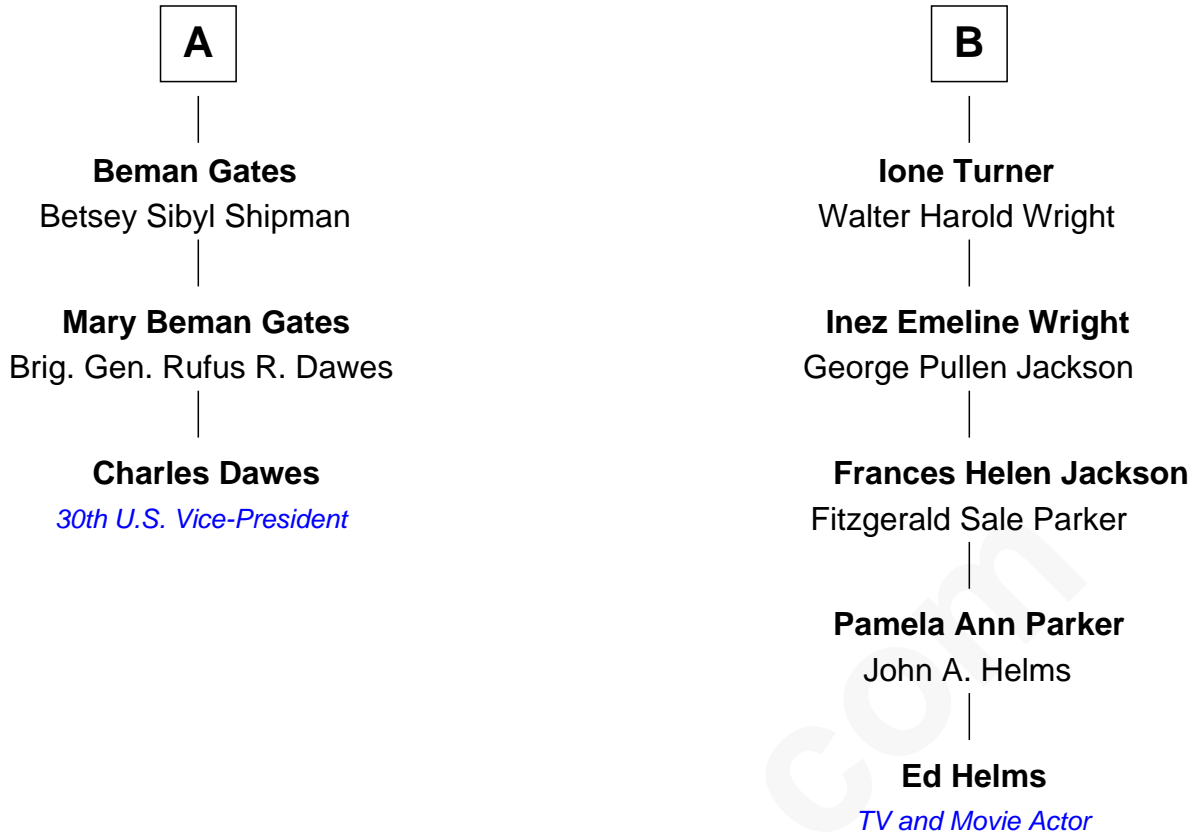 A
Beman Gates
Betsey Sibyl Shipman
Mary Beman Gates
Brig. Gen. Rufus R. Dawes
Charles Dawes
30th U.S. Vice-President
B
Ione Turner
Walter Harold Wright
Inez Emeline Wright
George Pullen Jackson
Frances Helen Jackson
Fitzgerald Sale Parker
Pamela Ann Parker
John A. Helms
Ed Helms
TV and Movie Actor
com